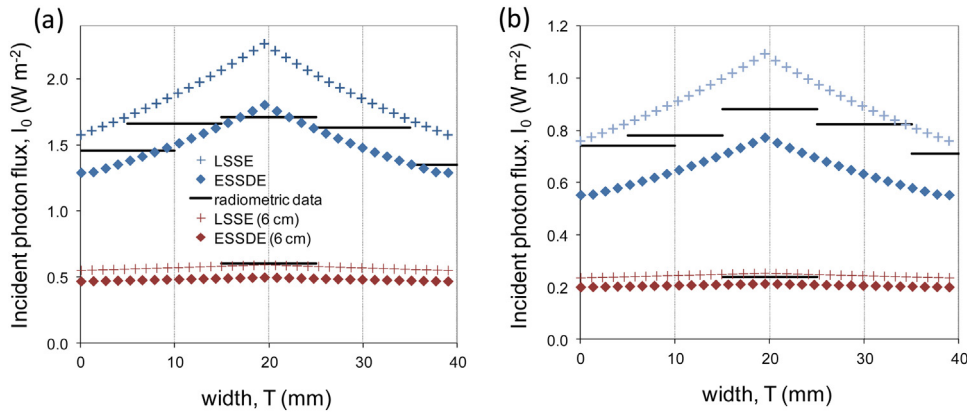 (a)
Incident photon flux, I0 (W m-2)
2.0
1.5
1.0
0.5
0.0
LSSE
ESSDE
radiometric data
LSSE (6 cm)
ESSDE (6 cm)
0 10 20 30 40
width, T (mm)
(b)
Incident photon flux, I0 (W m-2)
1.2
1.0
0.8
0.6
0.4
0.2
0.0
0 10 20 30 40
width, T (mm)